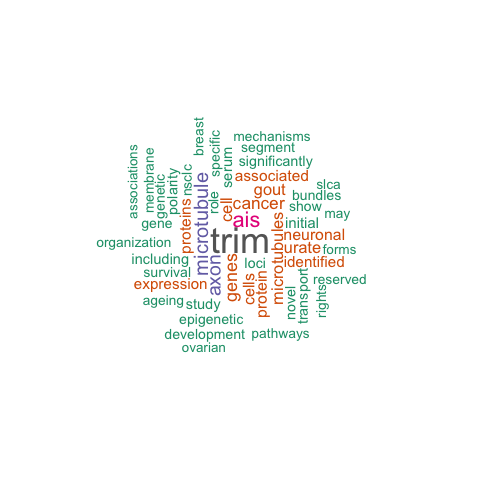 breast
mechanisms
segment
specific
associations
membrane
genetic
polarity
nsclc
role
serum
significantly
associated
slca
gout
bundles
cell
cancer
show
may
proteins
microtubule
ais
initial
gene
trim
neuronal
organization
urate
forms
including
axon
genes
loci
microtubules
identified
survival
cells
protein
transport
reserved
expression
novel
rights
ageing
study
epigenetic
development
pathways
ovarian